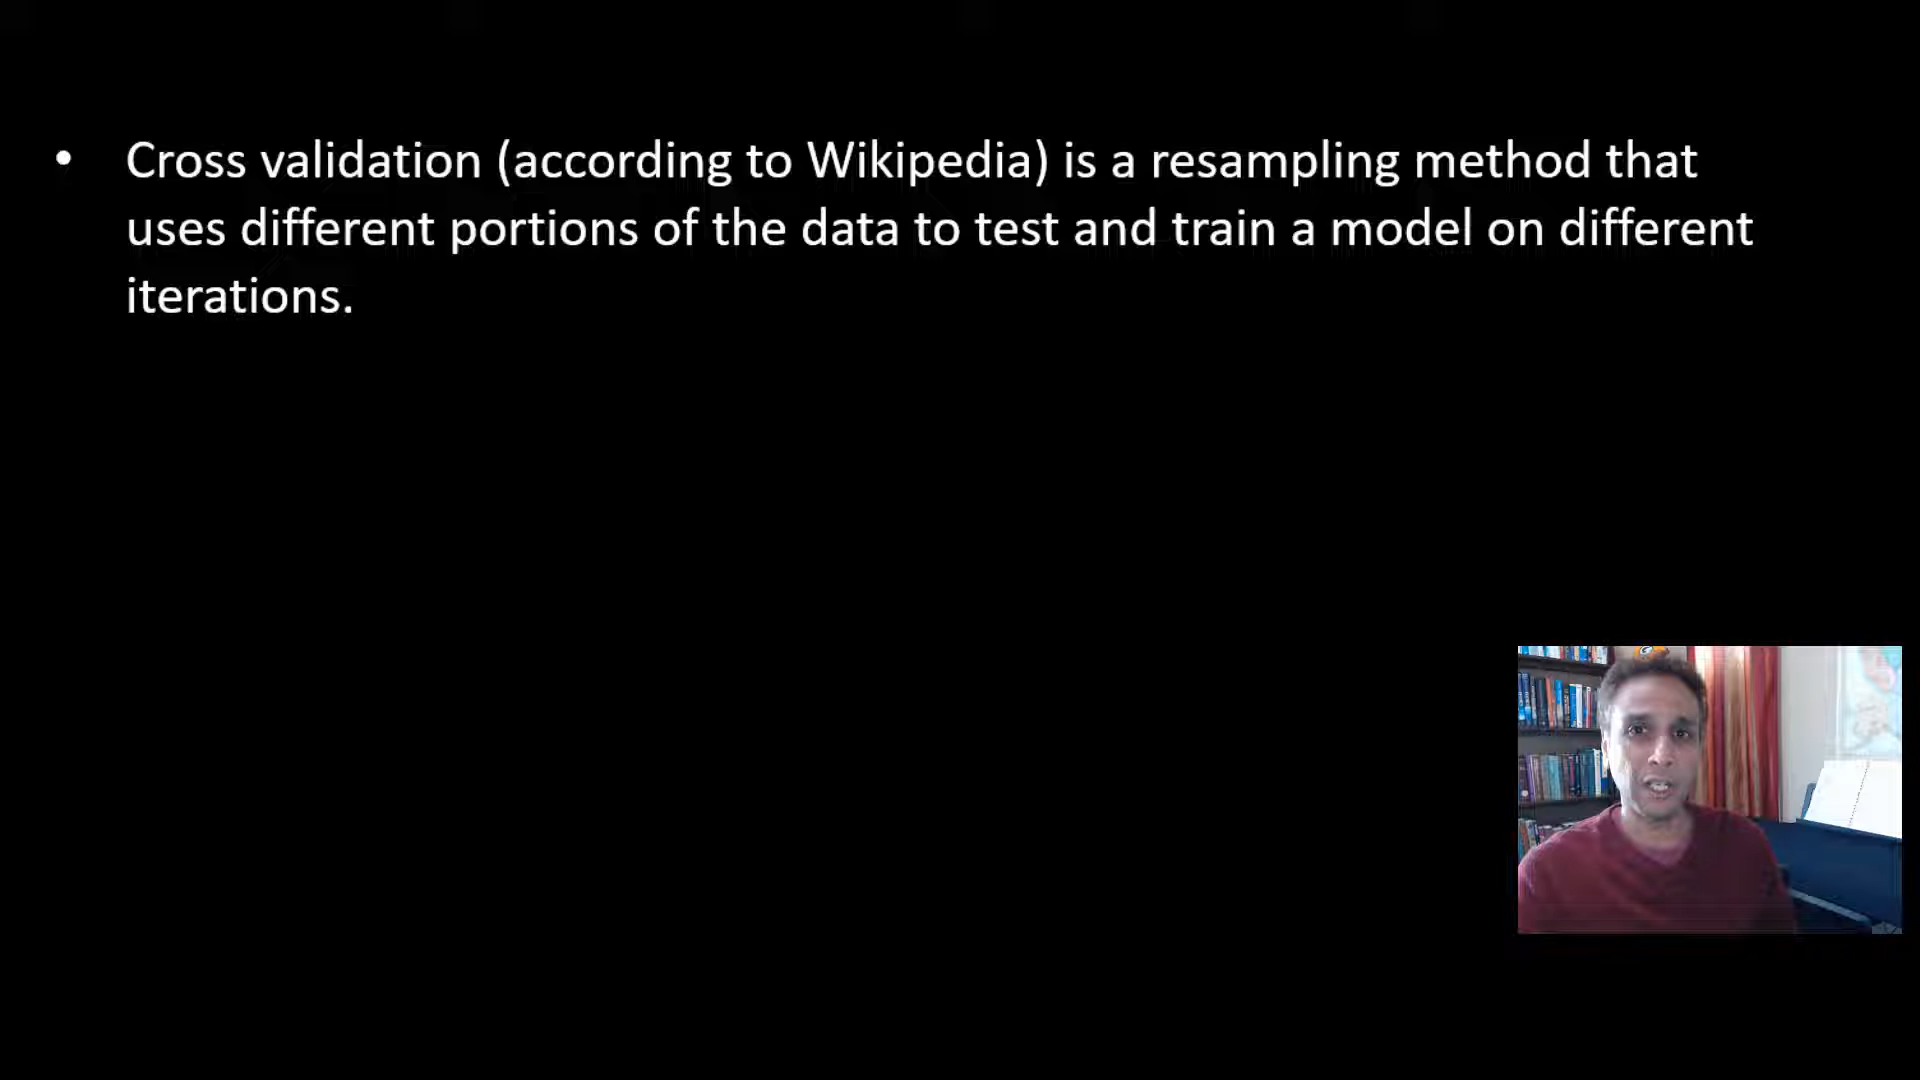 • Cross validation (according to Wikipedia) is a resampling method that
uses different portions of the data to test and train a model on different
iterations.